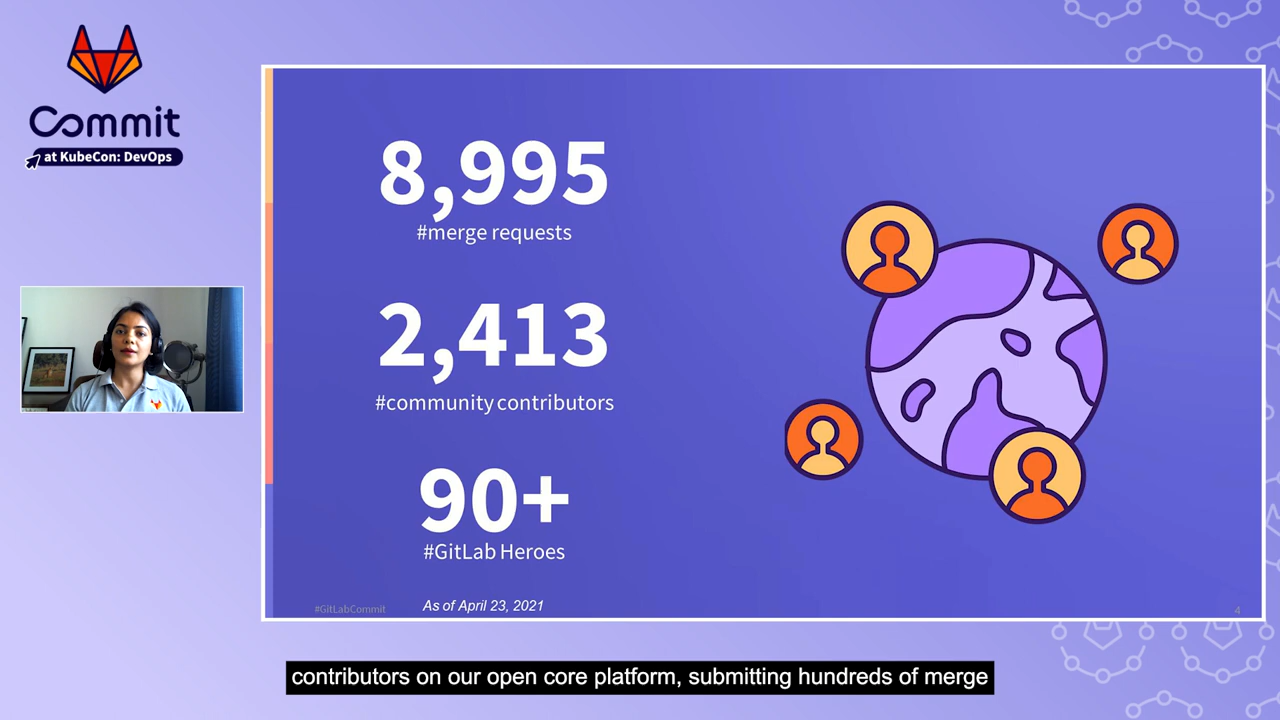 Commit
at KubeCon: DevOps
8,995
#merge requests
2,413
#community contributors
90+
#GitLab Heroes
#GitLabCommit
As of April 23, 2021
4
contributors on our open core platform, submitting hundreds of merge